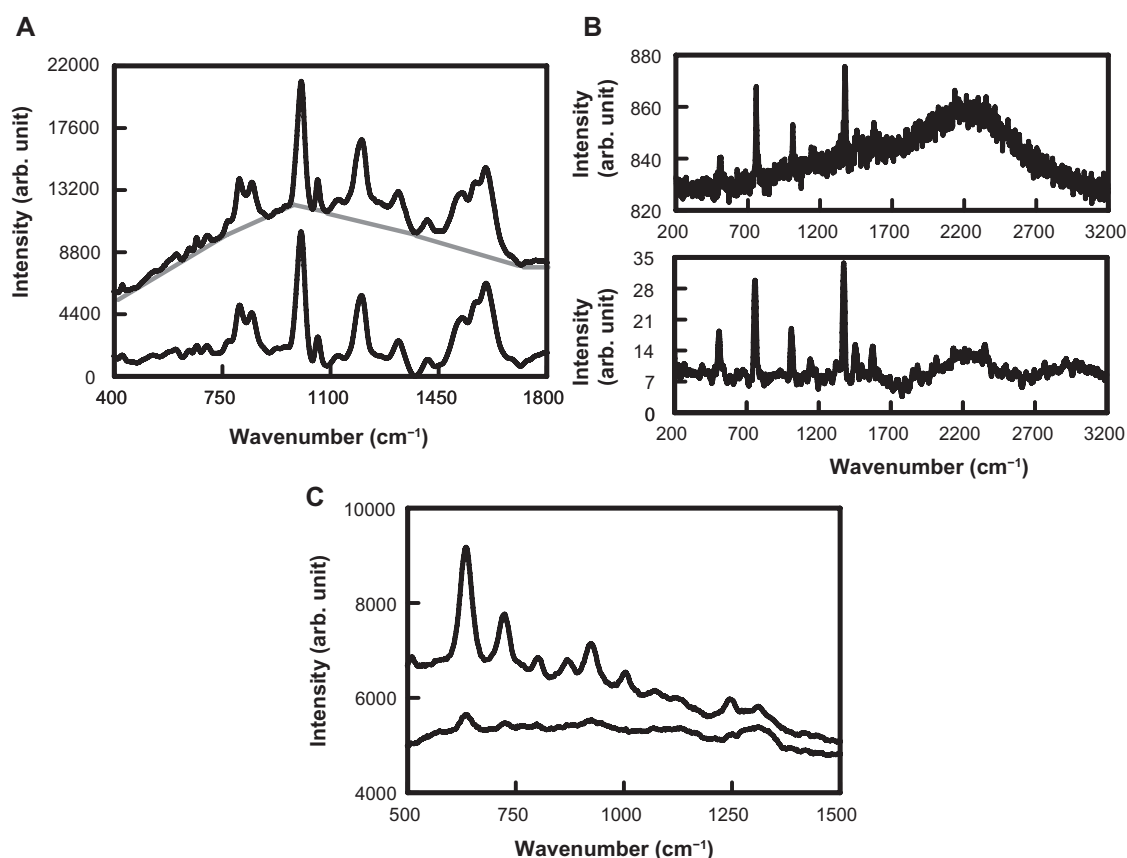 A
22000
17600
13200
8800
4400
0
400 750 1100 1450 1800
Intensity (arb. unit)
Wavenumber (cm⁻¹)
B
880
860
840
820
200 700 1200 1700 2200 2700 3200
Intensity
(arb. unit)
35
28
21
14
7
0
200 700 1200 1700 2200 2700 3200
Intensity
(arb. unit)
Wavenumber (cm⁻¹)
C
10000
8000
6000
4000
500 750 1000 1250 1500
Intensity (arb. unit)
Wavenumber (cm⁻¹)